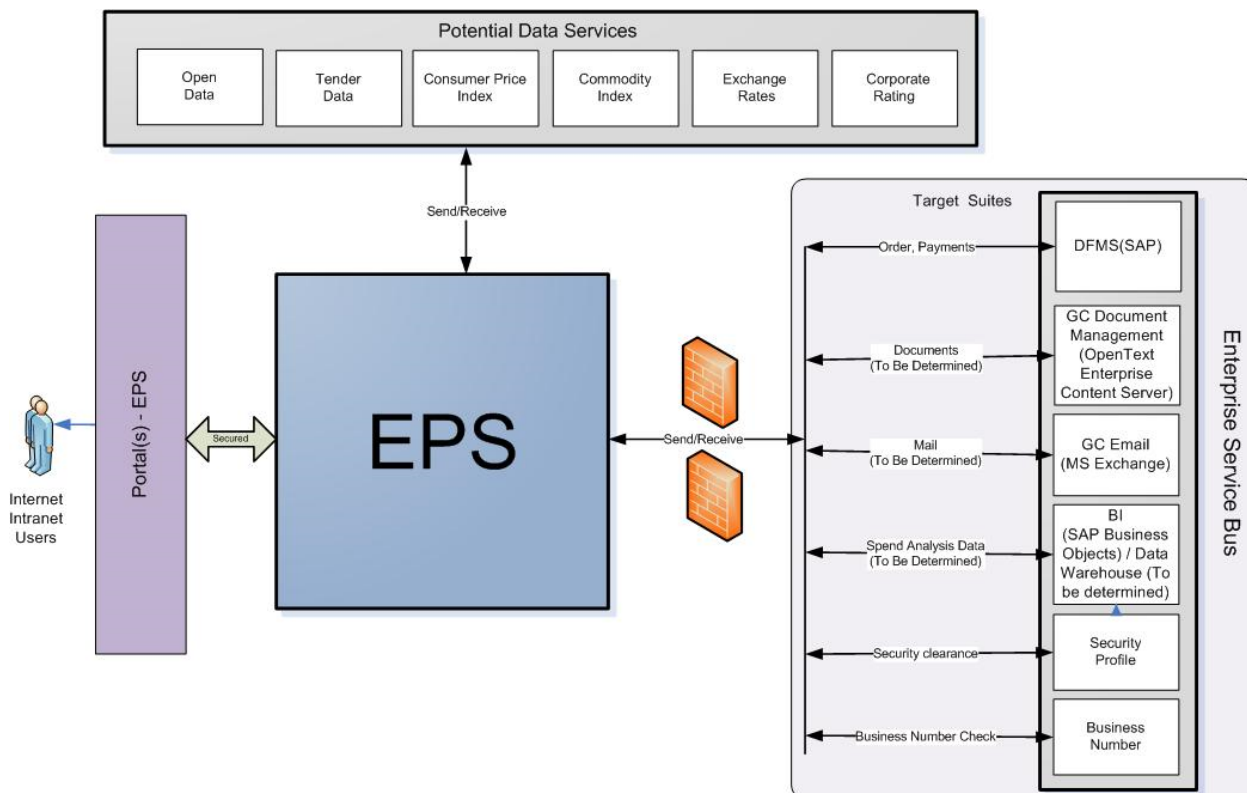 Potential Data Services
Open
Data
Tender
Data
Consumer Price
Index
Commodity
Index
Exchange
Rates
Corporate
Rating
Send/Receive
Portal(s) - EPS
Secured
EPS
Send/Receive
Internet
Intranet
Users
Target Suites
Order, Payments
DFMS(SAP)
Documents
(To Be Determined)
GC Document
Management
(OpenText
Enterprise
Content Server)
Mail
(To Be Determined)
GC Email
(MS Exchange)
Spend Analysis Data
(To Be Determined)
BI
(SAP Business
Objects) / Data
Warehouse (To
be determined)
Security clearance
Security
Profile
Business Number Check
Business
Number
Enterprise Service Bus